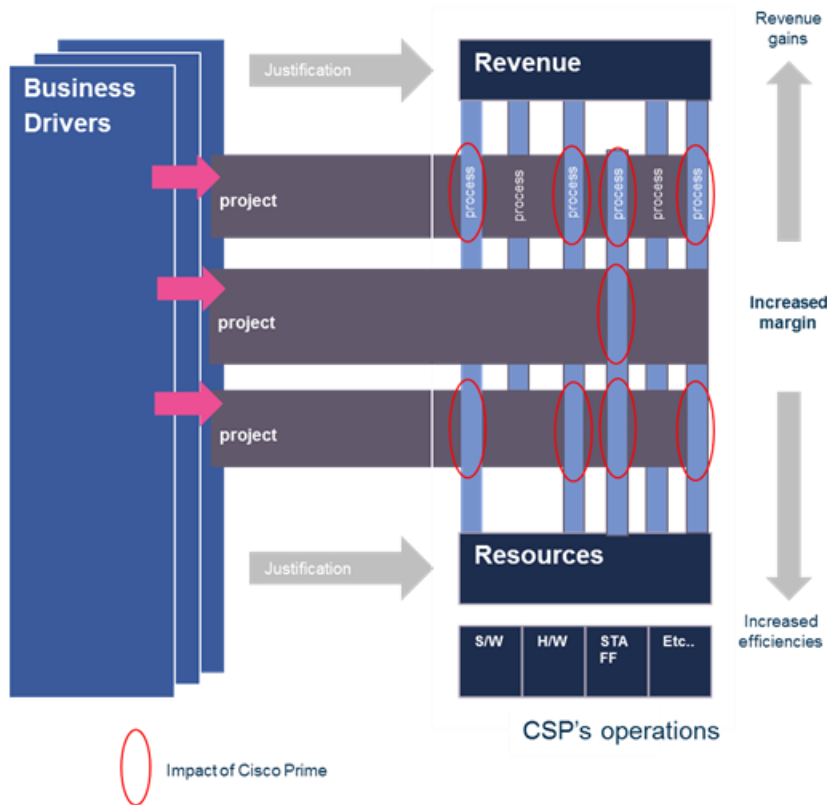 Revenue
gains
Justification
Revenue
Business
Drivers
process
process
process
process
process
process
project
project
Increased
margin
project
Justification
Resources
Increased
efficiencies
S/W
H/W
STA
FF
Etc..
CSP's operations
Impact of Cisco Prime